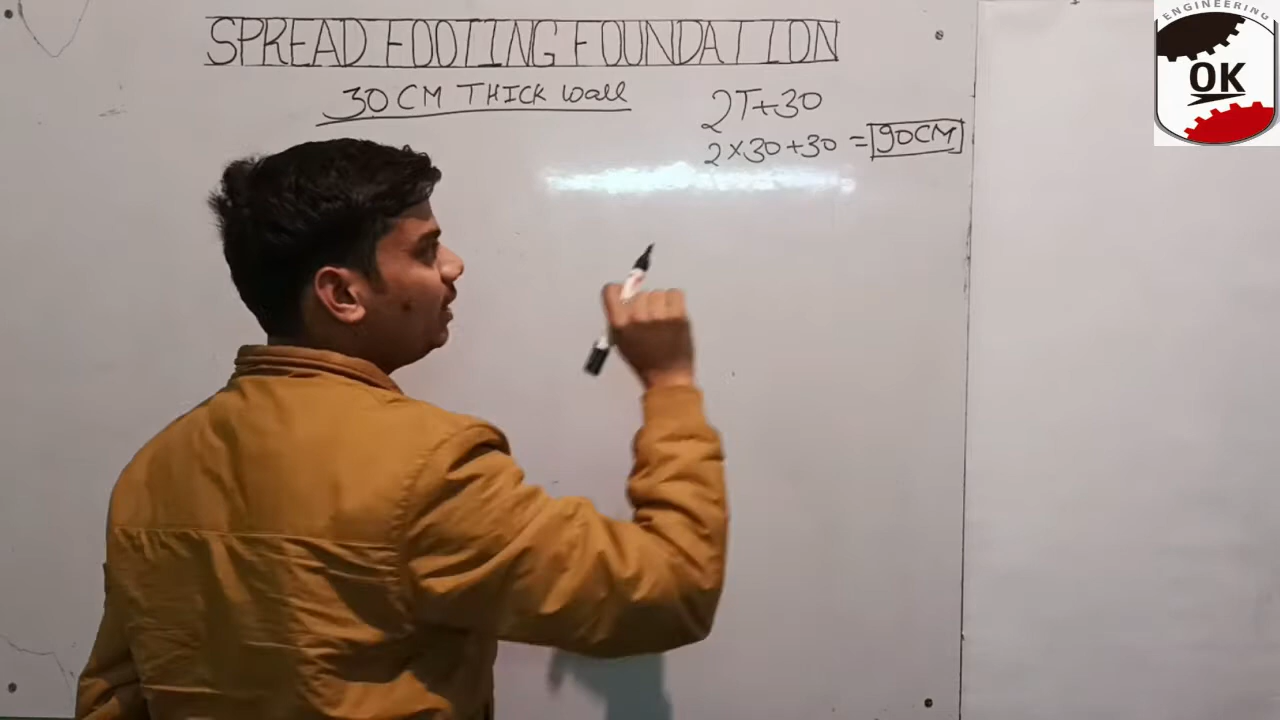 SPREAD FOOTING FOUNDATION
30 CM THICK wall
2T+30
2×30+30 = 90CM
ENGINEERING
OK